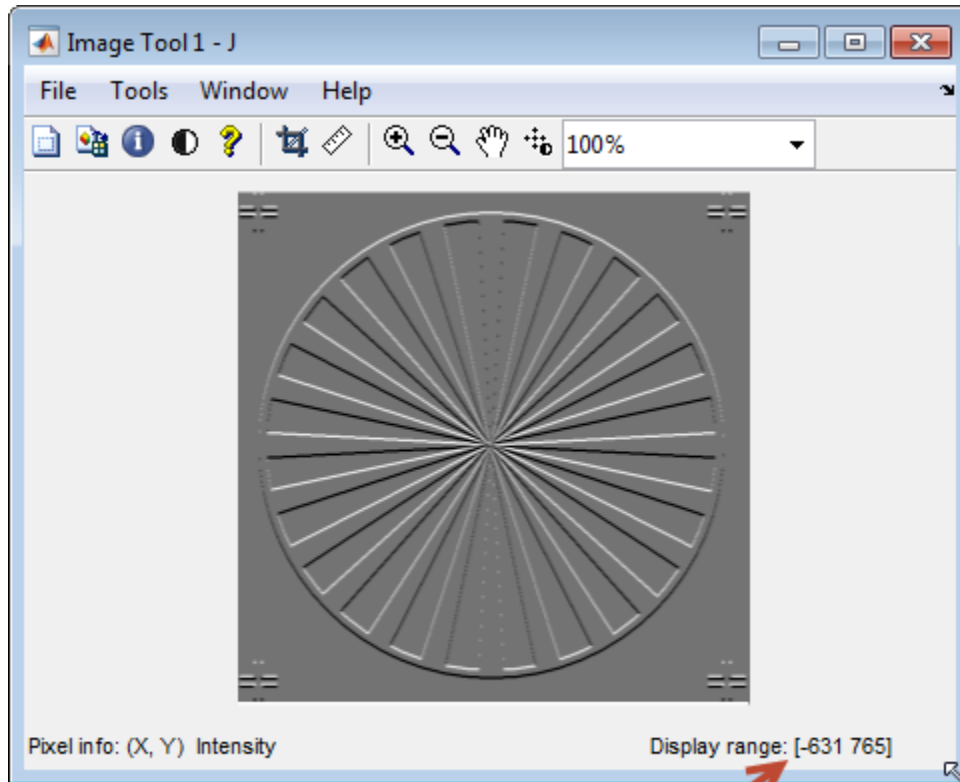 Image Tool 1 - J
File Tools Window Help
100%
Pixel info: (X, Y) Intensity Display range: [-631 765]